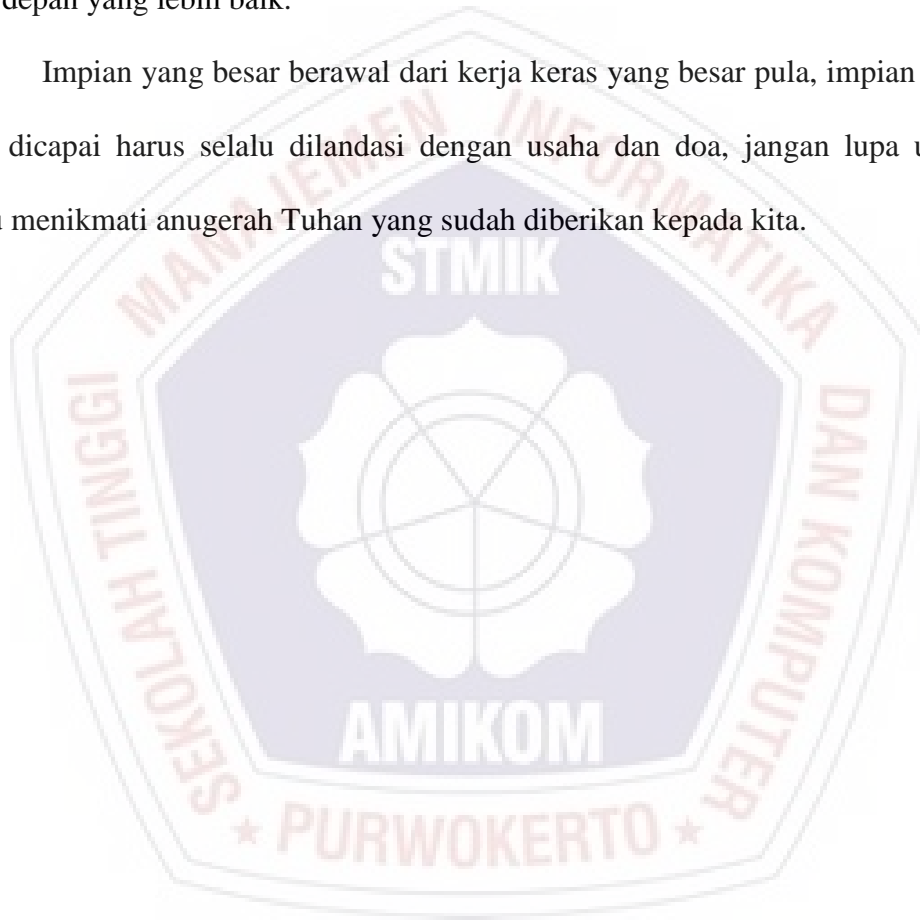 depan yang lebih baik.
Impian yang besar berawal dari kerja keras yang besar pula, impian
dicapai harus selalu dilandasi dengan usaha dan doa, jangan lupa
menikmati anugerah Tuhan yang sudah diberikan kepada kita.
SEKOLAH TINGGI MANAJEMEN INFORMATIKA DAN KOMPUTER
STMIK
AMIKOM
★ PURWOKERTO ★